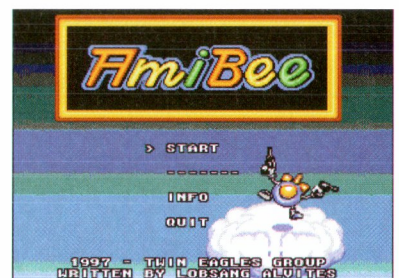 AmiBee
> START
-------
INFO
QUIT
1997 - TWIN EAGLES GROUP
WRITTEN BY LOBSANG ALVITES